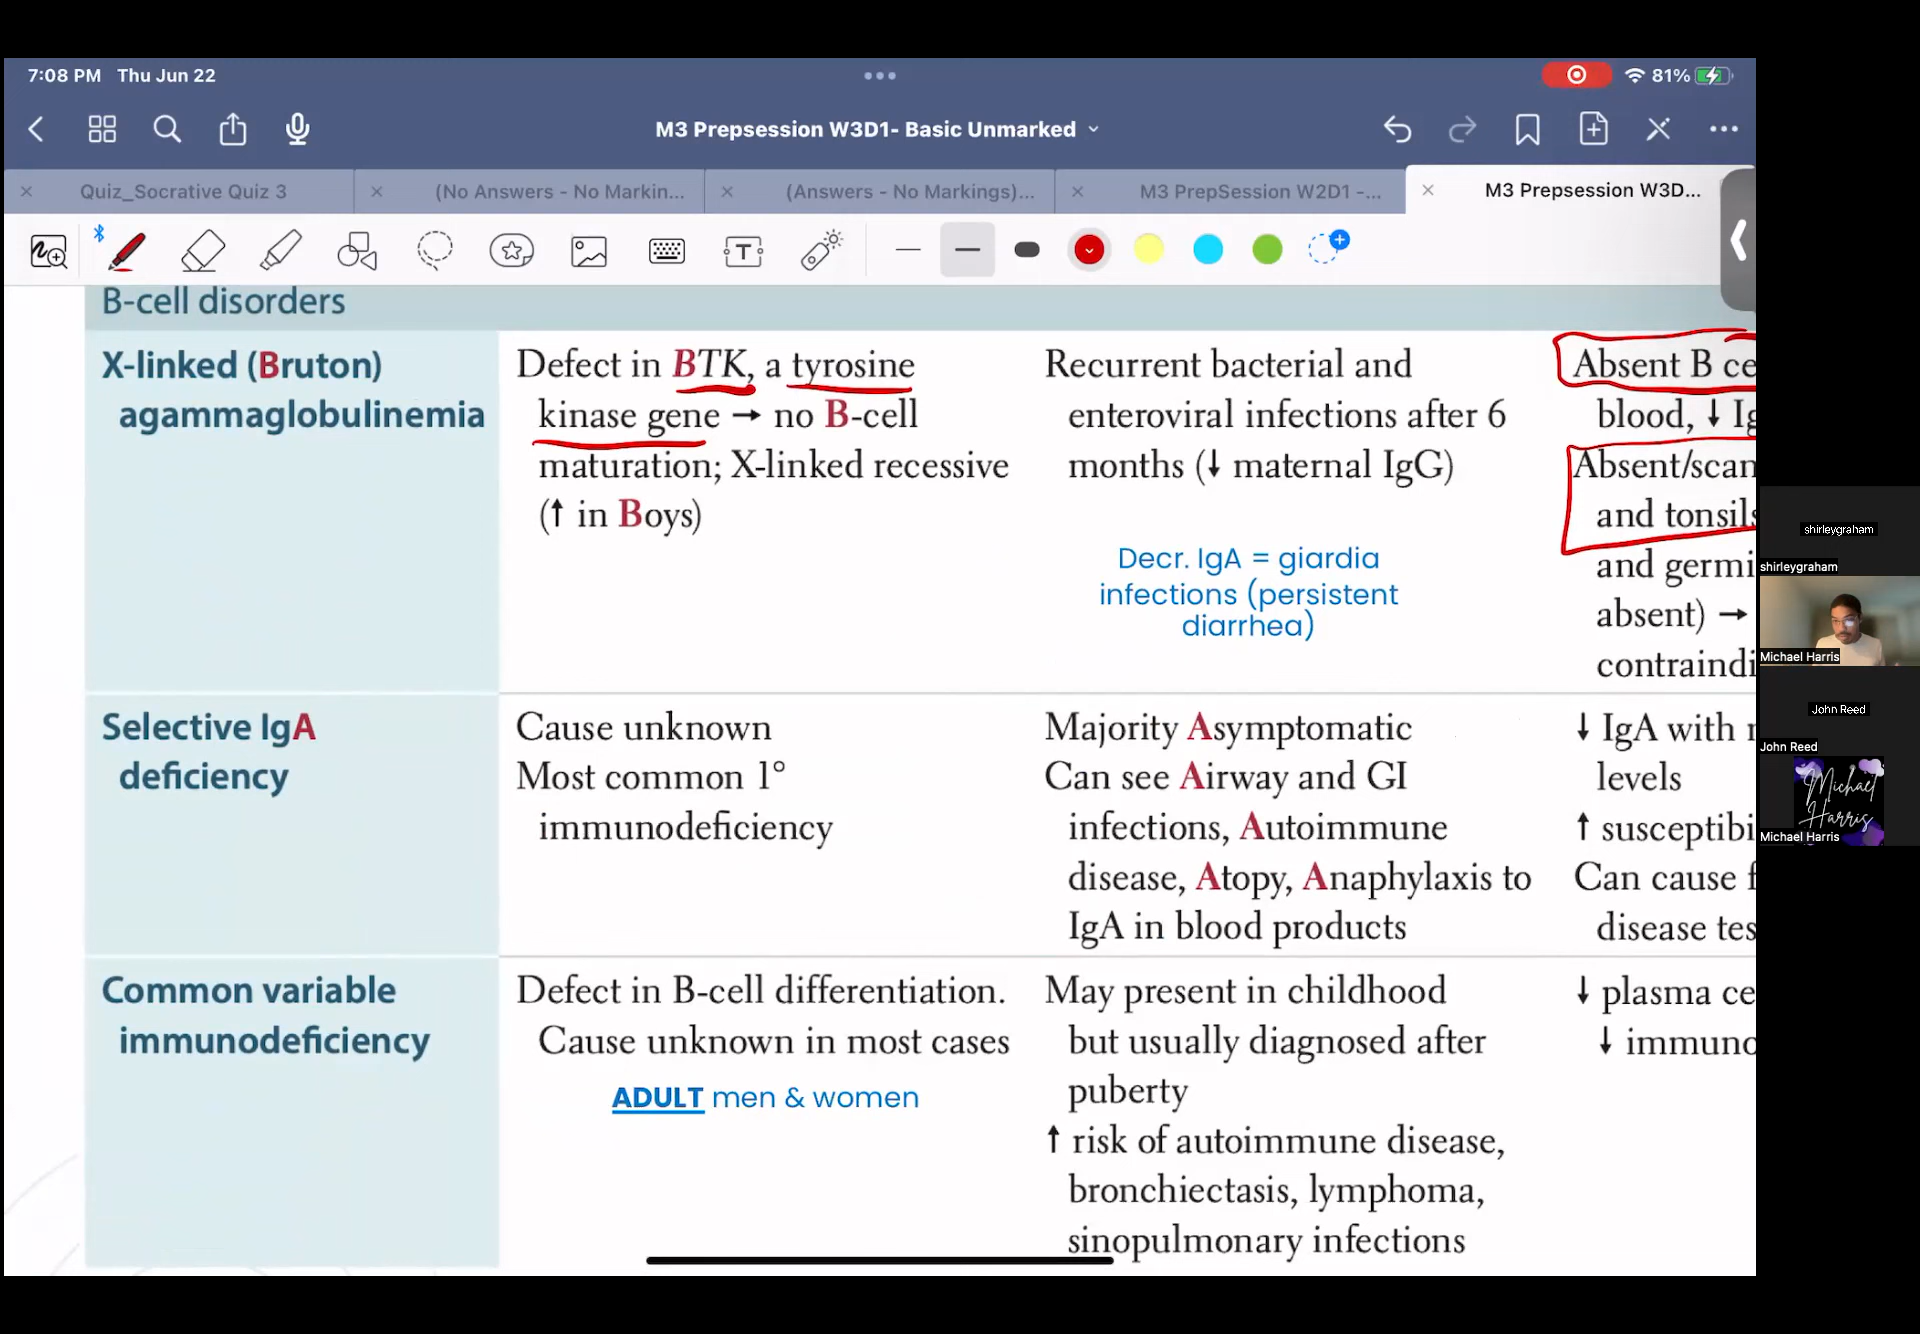 7:08 PM Thu Jun 22
81%
M3 Prepsession W3D1- Basic Unmarked
Quiz_Socrative Quiz 3
(No Answers - No Markin...
(Answers - No Markings)...
M3 PrepSession W2D1 -...
M3 Prepsession W3D...
B-cell disorders
X-linked (Bruton)
agammaglobulinemia
Defect in BTK, a tyrosine
kinase gene → no B-cell
maturation; X-linked recessive
(↑ in Boys)
Recurrent bacterial and
enteroviral infections after 6
months (↓ maternal IgG)
Decr. IgA = giardia
infections (persistent
diarrhea)
Absent B ce
blood, ↓ Ig
Absent/scan
and tonsils
and germi
absent) →
contraindi
Selective IgA
deficiency
Cause unknown
Most common 1°
immunodeficiency
Majority Asymptomatic
Can see Airway and GI
infections, Autoimmune
disease, Atopy, Anaphylaxis to
IgA in blood products
↓ IgA with
levels
↑ susceptibi
Can cause f
disease tes
Common variable
immunodeficiency
Defect in B-cell differentiation.
Cause unknown in most cases
ADULT men & women
May present in childhood
but usually diagnosed after
puberty
↑ risk of autoimmune disease,
bronchiectasis, lymphoma,
sinopulmonary infections
↓ plasma ce
↓ immuno
shirleygraham
shirleygraham
Michael Harris
John Reed
John Reed
Michael
Harris
Michael Harris